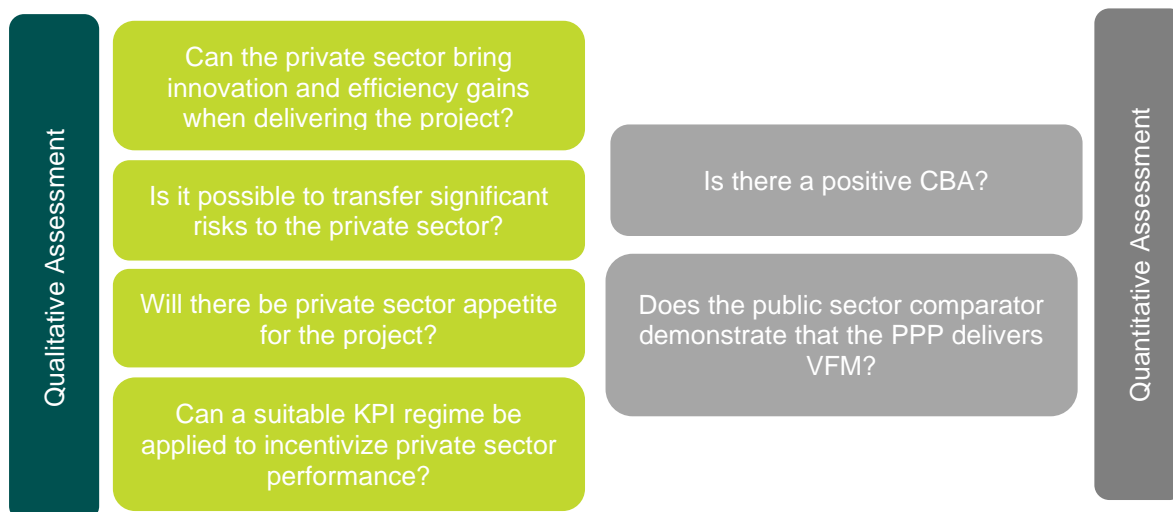 Qualitative Assessment
Can the private sector bring
innovation and efficiency gains
when delivering the project?
Is it possible to transfer significant
risks to the private sector?
Will there be private sector appetite
for the project?
Can a suitable KPI regime be
applied to incentivize private sector
performance?
Is there a positive CBA?
Does the public sector comparator
demonstrate that the PPP delivers
VFM?
Quantitative Assessment